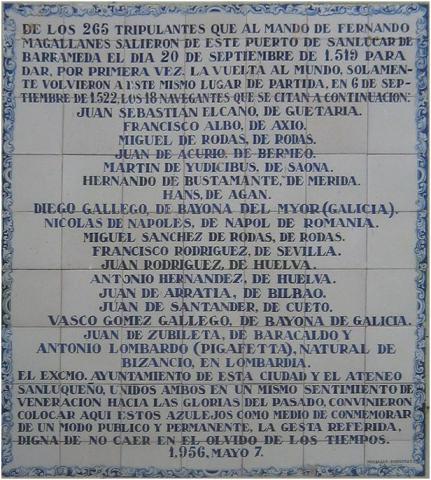 DE LOS 265 TRIPULANTES QUE AL MANDO DE FERNANDO
MAGALLANES SALIERON DE ESTE PUERTO DE SANLUCAR DE
BARRAMEDA EL DIA 20 DE SEPTIEMBRE DE 1.519 PARA
DAR, POR PRIMERA VEZ, LA VUELTA AL MUNDO, SOLAMEN-
TE VOLVIERON A ESTE MISMO LUGAR DE PARTIDA, EN 6 DE SEP-
TIEMBRE DE 1.522, LOS 18 NAVEGANTES QUE SE CITAN A CONTINUACION:
JUAN SEBASTIAN ELCANO, DE GUETARIA.
FRANCISCO ALBO, DE AXIO.
MIGUEL DE RODAS, DE RODAS.
JUAN DE ACURIO, DE BERMEO.
MARTIN DE YUDICIBUS, DE SAONA.
HERNANDO DE BUSTAMANTE, DE MERIDA.
HANS, DE AGAN.
DIEGO GALLEGO, DE BAYONA DEL MYOR (GALICIA).
NICOLAS DE NAPOLES, DE NAPOL DE ROMANIA.
MIGUEL SANCHEZ DE RODAS, DE RODAS.
FRANCISCO RODRIGUEZ, DE SEVILLA.
JUAN RODRÍGUEZ, DE HUELVA.
ANTONIO HERNANDEZ, DE HUELVA.
JUAN DE ARRATIA, DE BILBAO.
JUAN DE SANTANDER, DE CUETO.
VASCO GOMEZ GALLEGO, DE BAYONA DE GALICIA.
JUAN DE ZUBILETA, DE BARACALDO Y
ANTONIO LOMBARDO (PIGAFETTA), NATURAL DE
BIZANCIO, EN LOMBARDIA.
EL EXCMO. AYUNTAMIENTO DE ESTA CIUDAD Y EL ATENEO
SANLUQUEÑO, UNIDOS AMBOS EN UN MISMO SENTIMIENTO DE
VENERACION HACIA LAS GLORIAS DEL PASADO, CONVINIERON
COLOCAR AQUI ESTOS AZULEJOS COMO MEDIO DE CONMEMORAR
DE UN MODO PUBLICO Y PERMANENTE, LA GESTA REFERIDA,
DIGNA DE NO CAER EN EL OLVIDO DE LOS TIEMPOS.
1.956, MAYO 7.